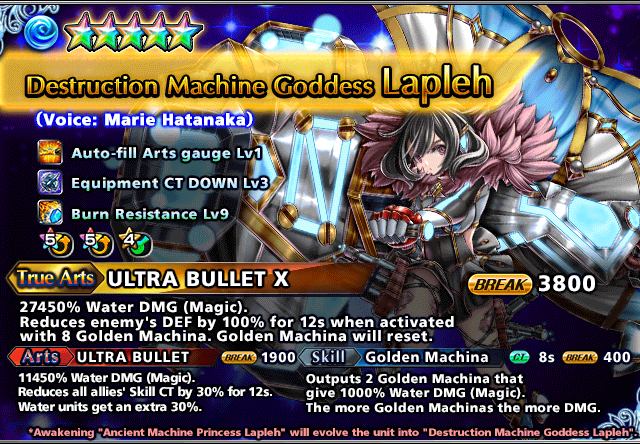 Destruction Machine Goddess Lapleh
(Voice: Marie Hatanaka)
Auto-fill Arts gauge Lv1
Equipment CT DOWN Lv3
Burn Resistance Lv9
5 5 4
True Arts ULTRA BULLET X BREAK 3800
27450% Water DMG (Magic).
Reduces enemy's DEF by 100% for 12s when activated
with 8 Golden Machina. Golden Machina will reset.
Arts ULTRA BULLET BREAK 1900
11450% Water DMG (Magic).
Reduces all allies' Skill CT by 30% for 12s.
Water units get an extra 30%.
Skill Golden Machina CT 8s BREAK 400
Outputs 2 Golden Machina that
give 1000% Water DMG (Magic).
The more Golden Machinas the more DMG.
*Awakening "Ancient Machine Princess Lapleh" will evolve the unit into "Destruction Machine Goddess Lapleh".